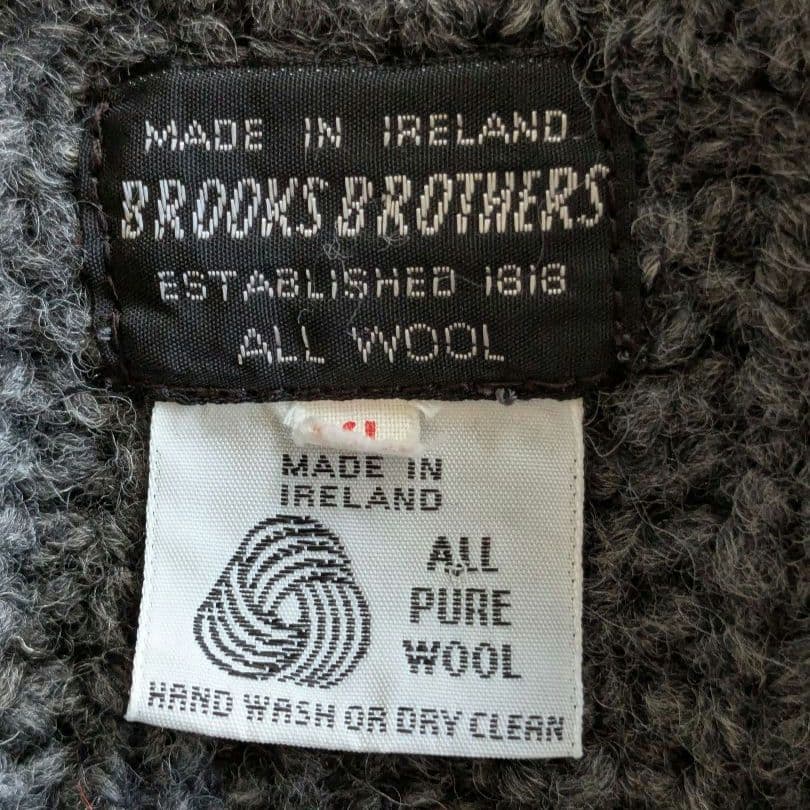 MADE IN IRELAND
BROOKS BROTHERS
ESTABLISHED 1818
ALL WOOL
MADE IN
IRELAND
ALL
PURE
WOOL
HAND WASH OR DRY CLEAN